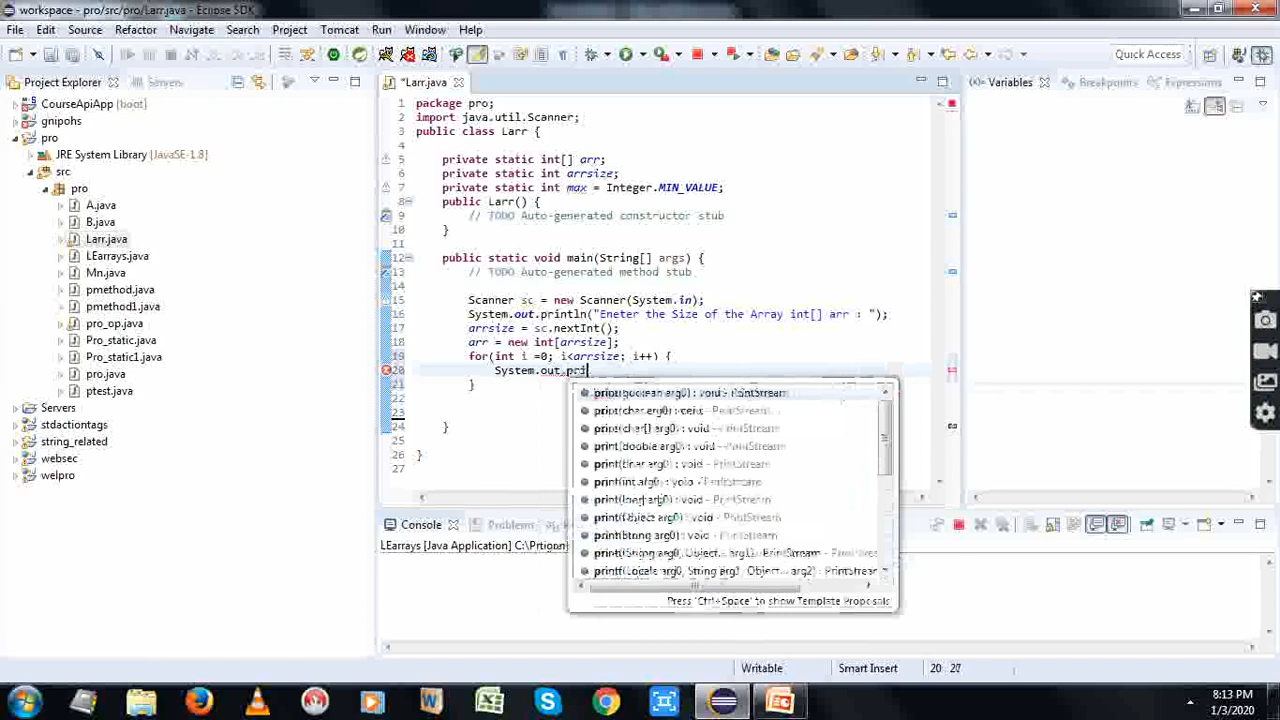 workspace - pro/src/pro/Larr.java - Eclipse SDK
File Edit Source Refactor Navigate Search Project Tomcat Run Window Help
Quick Access
Project Explorer Servers
CourseApiApp [boot]
gnipohs
pro
JRE System Library [JavaSE-1.8]
src
pro
A.java
B.java
Larr.java
LEarrays.java
Mn.java
pmethod.java
pmethod1.java
pro_op.java
Pro_static1.java
pro.java
ptest.java
Servers
stdactiontags
string_related
websec
welpro
*Larr.java
1 package pro;
2 import java.util.Scanner;
3 public class Larr {
5 private static int[] arr;
6 private static int arrsize;
7 private static int max = Integer.MIN_VALUE;
8 public Larr() {
9 // TODO Auto-generated constructor stub
10 }
11
12 public static void main(String[] args) {
13 // TODO Auto-generated method stub
14
15 Scanner sc = new Scanner(System.in);
16 System.out.println("Eneter the Size of the Array int[] arr : ");
17 arrsize = sc.nextInt();
18 arr = new int[arrsize];
19 for(int i =0; i<arrsize; i++) {
20 System.out.pri
21 }
22
23
24 }
25
26 }
27
print(boolean arg0) : void - PrintStream
print(char arg0) : void - PrintStream
print(char[] arg0) : void - PrintStream
print(double arg0) : void - PrintStream
print(float arg0) : void - PrintStream
print(int arg0) : void - PrintStream
print(long arg0) : void - PrintStream
print(Object arg0) : void - PrintStream
print(String arg0) : void - PrintStream
printf(String arg0, Object... arg1) : PrintStream - PrintStream
printf(Locale arg0, String arg1, Object... arg2) : PrintStream
Press 'Ctrl+Space' to show Template Proposals
Variables Breakpoints Expressions
Console Problems
LEarrays [Java Application]
Writable Smart Insert 20 : 27
8:13 PM
1/3/2020